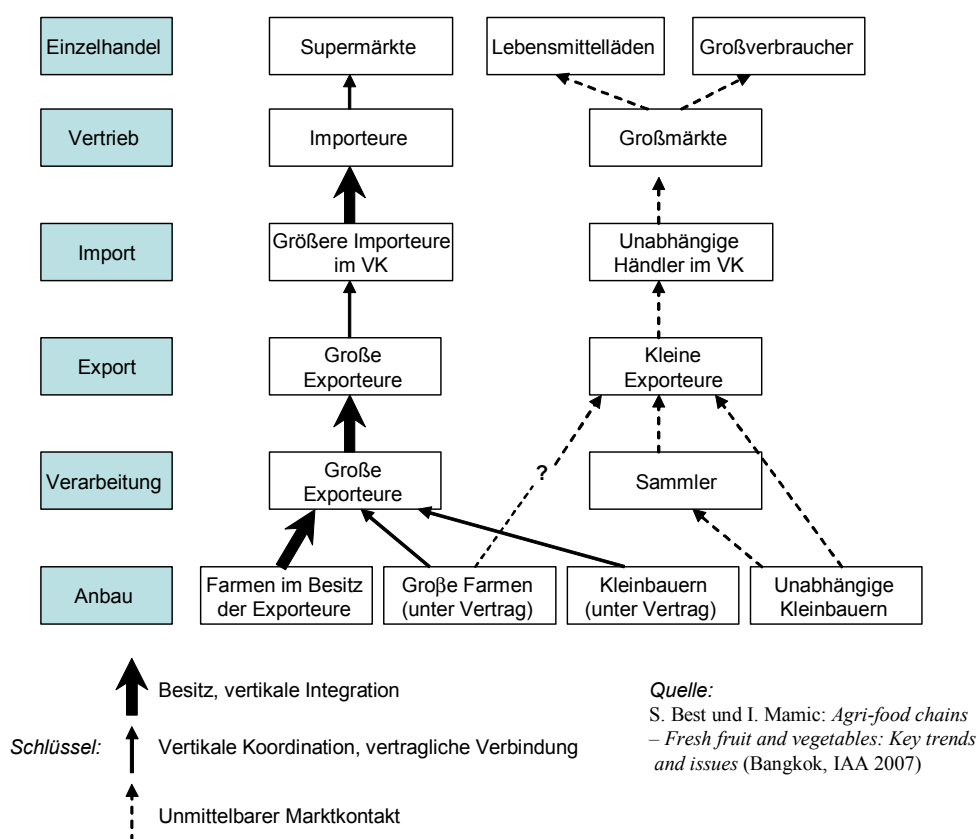 Einzelhandel
Supermärkte
Lebensmittelläden
Großverbraucher
Vertrieb
Importeure
Großmärkte
Import
Größere Importeure
im VK
Unabhängige
Händler im VK
Export
Große
Exporteure
Kleine
Exporteure
Verarbeitung
Große
Exporteure
?
Sammler
Anbau
Farmen im Besitz
der Exporteure
Große Farmen
(unter Vertrag)
Kleinbauern
(unter Vertrag)
Unabhängige
Kleinbauern
Schlüssel:
Besitz, vertikale Integration
Vertikale Koordination, vertragliche Verbindung
Unmittelbarer Marktkontakt
Quelle:
S. Best und I. Mamic: Agri-food chains
– Fresh fruit and vegetables: Key trends
and issues (Bangkok, IAA 2007)